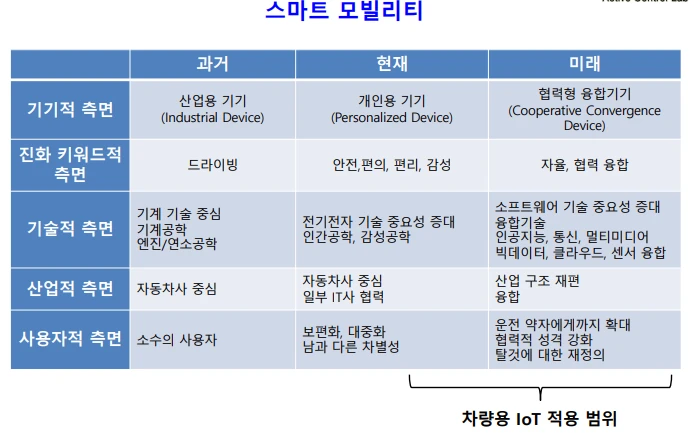 Active Control Lab
스마트 모빌리티
과거 현재 미래
기기적 측면
산업용 기기
(Industrial Device)
개인용 기기
(Personalized Device)
협력형 융합기기
(Cooperative Convergence
Device)
진화 키워드적
측면
드라이빙
안전,편의, 편리, 감성
자율, 협력 융합
기술적 측면
기계 기술 중심
기계공학
엔진/연소공학
전기전자 기술 중요성 증대
인간공학, 감성공학
소프트웨어 기술 중요성 증대
융합기술
인공지능, 통신, 멀티미디어
빅데이터, 클라우드, 센서 융합
산업적 측면
자동차사 중심
자동차사 중심
일부 IT사 협력
산업 구조 재편
융합
사용자적 측면
소수의 사용자
보편화, 대중화
남과 다른 차별성
운전 약자에게까지 확대
협력적 성격 강화
탈것에 대한 재정의
차량용 IoT 적용 범위